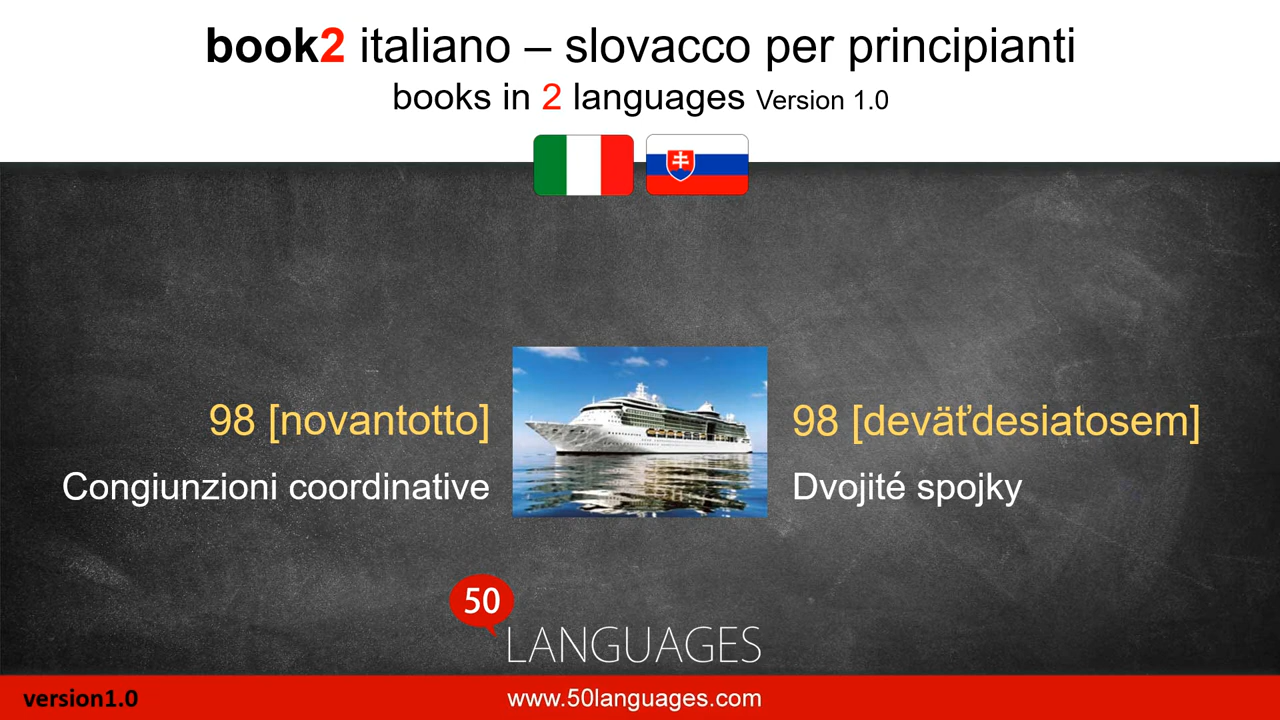 book2 italiano – slovacco per principianti
books in 2 languages Version 1.0
98 [novantotto]
Congiunzioni coordinative
98 [deväťdesiatosem]
Dvojité spojky
50
LANGUAGES
version1.0
www.50languages.com